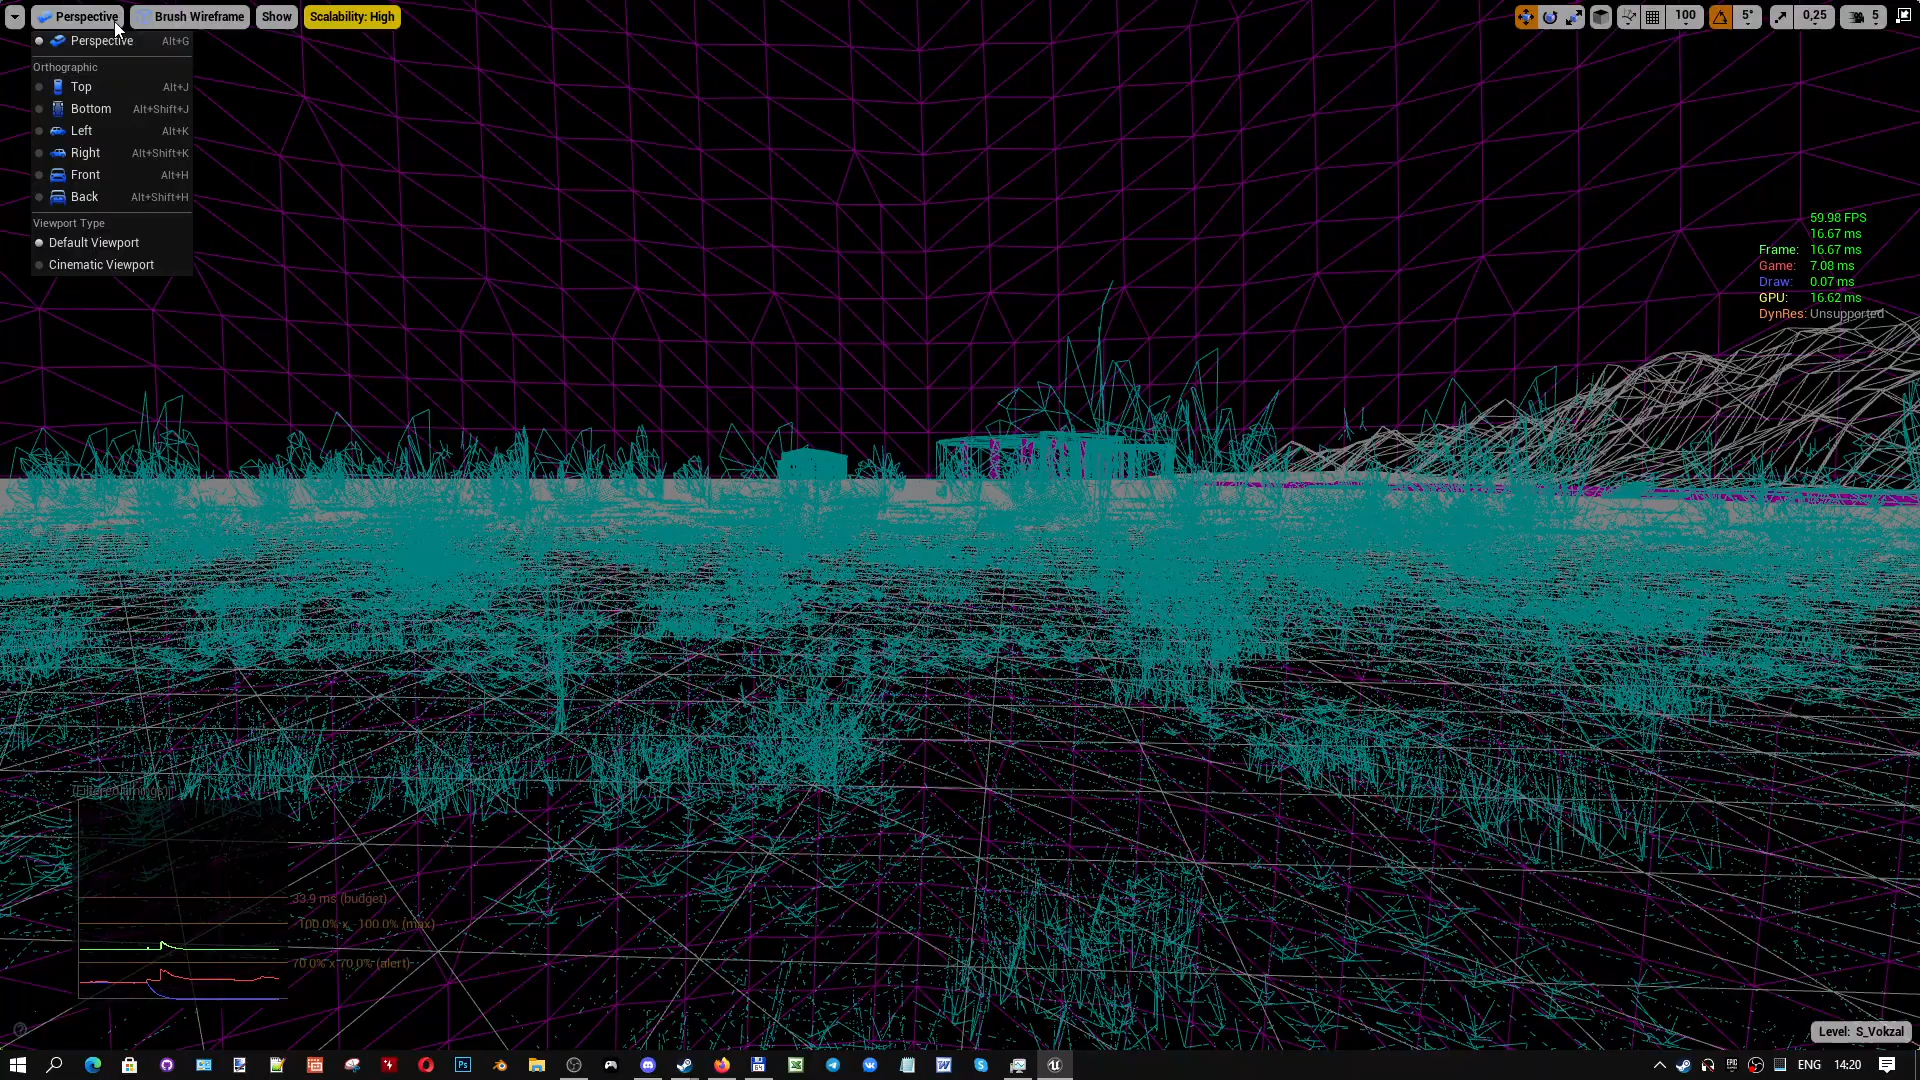 Perspective Brush Wireframe Show Scalability: High 100 5° 0,25 5
Perspective Alt+G
Orthographic
Top Alt+J
Bottom Alt+Shift+J
Left Alt+K
Right Alt+Shift+K
Front Alt+H
Back Alt+Shift+H
Viewport Type
Default Viewport
Cinematic Viewport
59.98 FPS
16.67 ms
Frame: 16.67 ms
Game: 7.08 ms
Draw: 0.07 ms
GPU: 16.62 ms
DynRes: Unsupported
33.9 ms (budget)
100.0% x 100.0% (max)
70.0% x 70.0% (alert)
Level: S_Vokzal
ENG 14:20